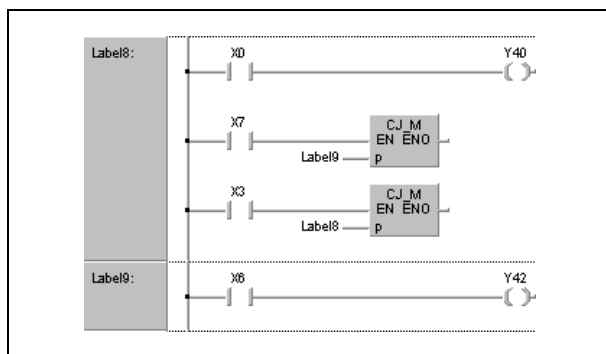 Label8:
X0
Y40
X7
CJ_M
EN ENO
Label9
p
X3
CJ_M
EN ENO
Label8
p
Label9:
X6
Y42